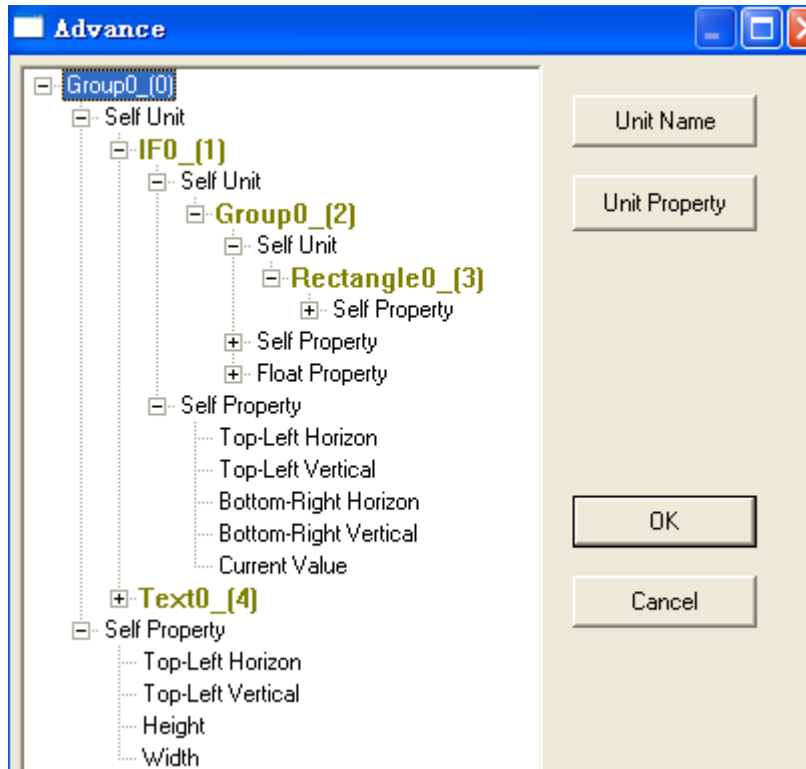 Advance
Group0_(0)
Self Unit
IF0_(1)
Self Unit
Group0_(2)
Self Unit
Rectangle0_(3)
Self Property
Self Property
Float Property
Self Property
Top-Left Horizon
Top-Left Vertical
Bottom-Right Horizon
Bottom-Right Vertical
Current Value
Text0_(4)
Self Property
Top-Left Horizon
Top-Left Vertical
Height
Width
Unit Name
Unit Property
OK
Cancel